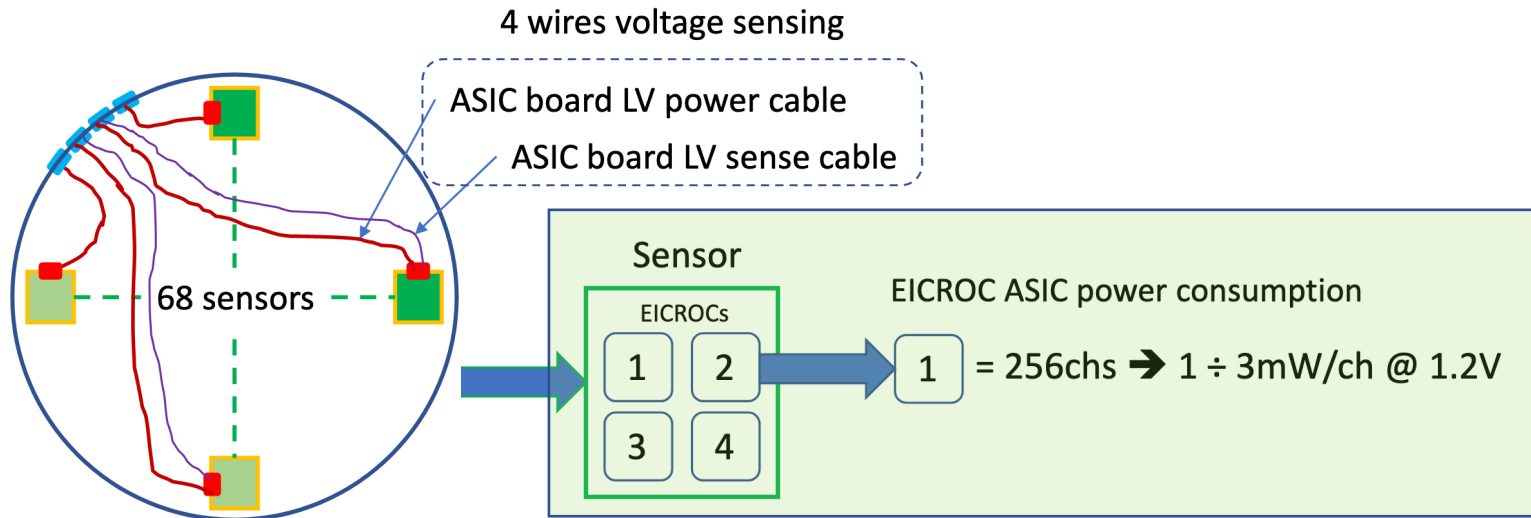 4 wires voltage sensing
ASIC board LV power cable
ASIC board LV sense cable
68 sensors
Sensor
EICROCs
1 2
3 4
EICROC ASIC power consumption
1 = 256chs ➔ 1 ÷ 3mW/ch @ 1.2V